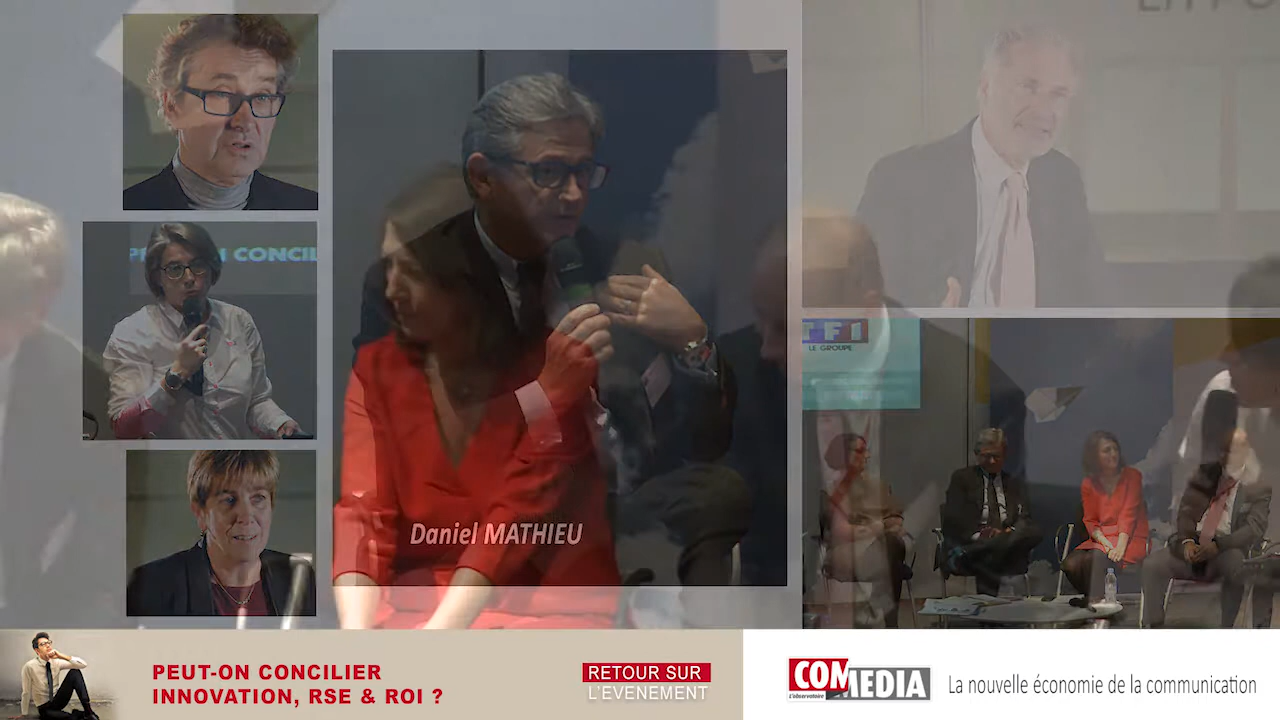 CONCIL
TF1
LE GROUPE
Daniel MATHIEU
PEUT-ON CONCILIER
INNOVATION, RSE & ROI ?
RETOUR SUR
L'EVENEMENT
COM
L'observatoire MEDIA
La nouvelle économie de la communication